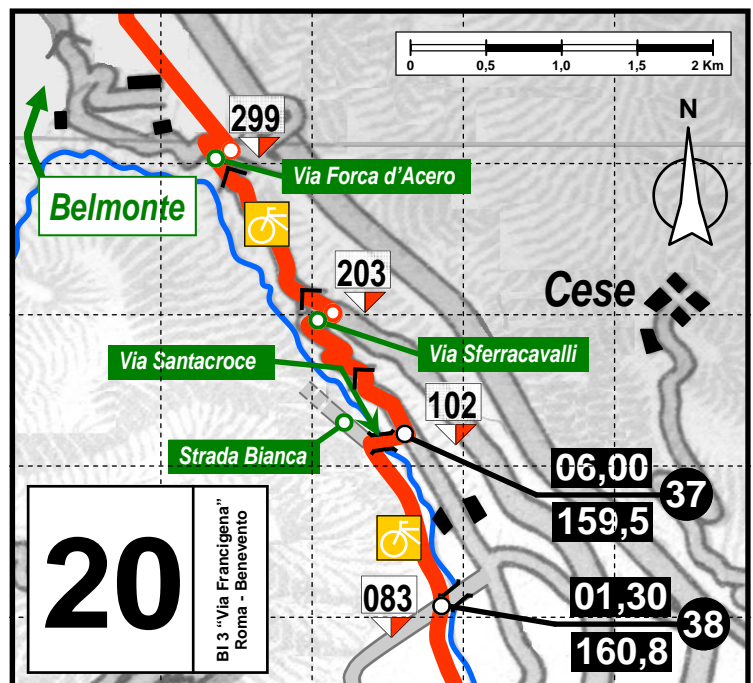 0 0,5 1,0 1,5 2 Km
N
299
Via Forca d'Acero
Belmonte
203
Cese
Via Santacroce
Via Sferracavalli
102
Strada Bianca
06,00
37
159,5
20
BI 3 “Via Francigena”
Roma - Benevento
083
01,30
38
160,8